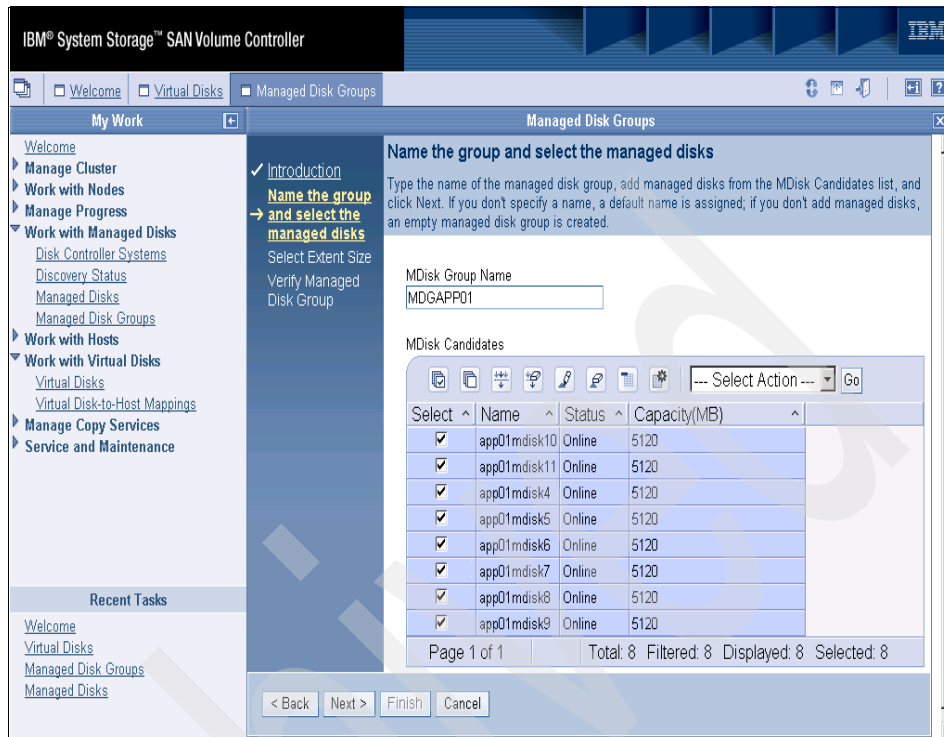 IBM® System Storage™ SAN Volume Controller
IBM
Welcome
Virtual Disks
Managed Disk Groups
My Work
Managed Disk Groups
Welcome
Manage Cluster
Work with Nodes
Manage Progress
Work with Managed Disks
Disk Controller Systems
Discovery Status
Managed Disks
Managed Disk Groups
Work with Hosts
Work with Virtual Disks
Virtual Disks
Virtual Disk-to-Host Mappings
Manage Copy Services
Service and Maintenance
Recent Tasks
Welcome
Virtual Disks
Managed Disk Groups
Managed Disks
Introduction
Name the group
and select the
managed disks
Select Extent Size
Verify Managed
Disk Group
Name the group and select the managed disks
Type the name of the managed disk group, add managed disks from the MDisk Candidates list, and
click Next. If you don't specify a name, a default name is assigned; if you don't add managed disks,
an empty managed disk group is created.
MDisk Group Name
MDGAPP01
MDisk Candidates
--- Select Action --- Go
Select Name Status Capacity(MB)
app01mdisk10 Online 5120
app01mdisk11 Online 5120
app01mdisk4 Online 5120
app01mdisk5 Online 5120
app01mdisk6 Online 5120
app01mdisk7 Online 5120
app01mdisk8 Online 5120
app01mdisk9 Online 5120
Page 1 of 1 Total: 8 Filtered: 8 Displayed: 8 Selected: 8
< Back Next > Finish Cancel